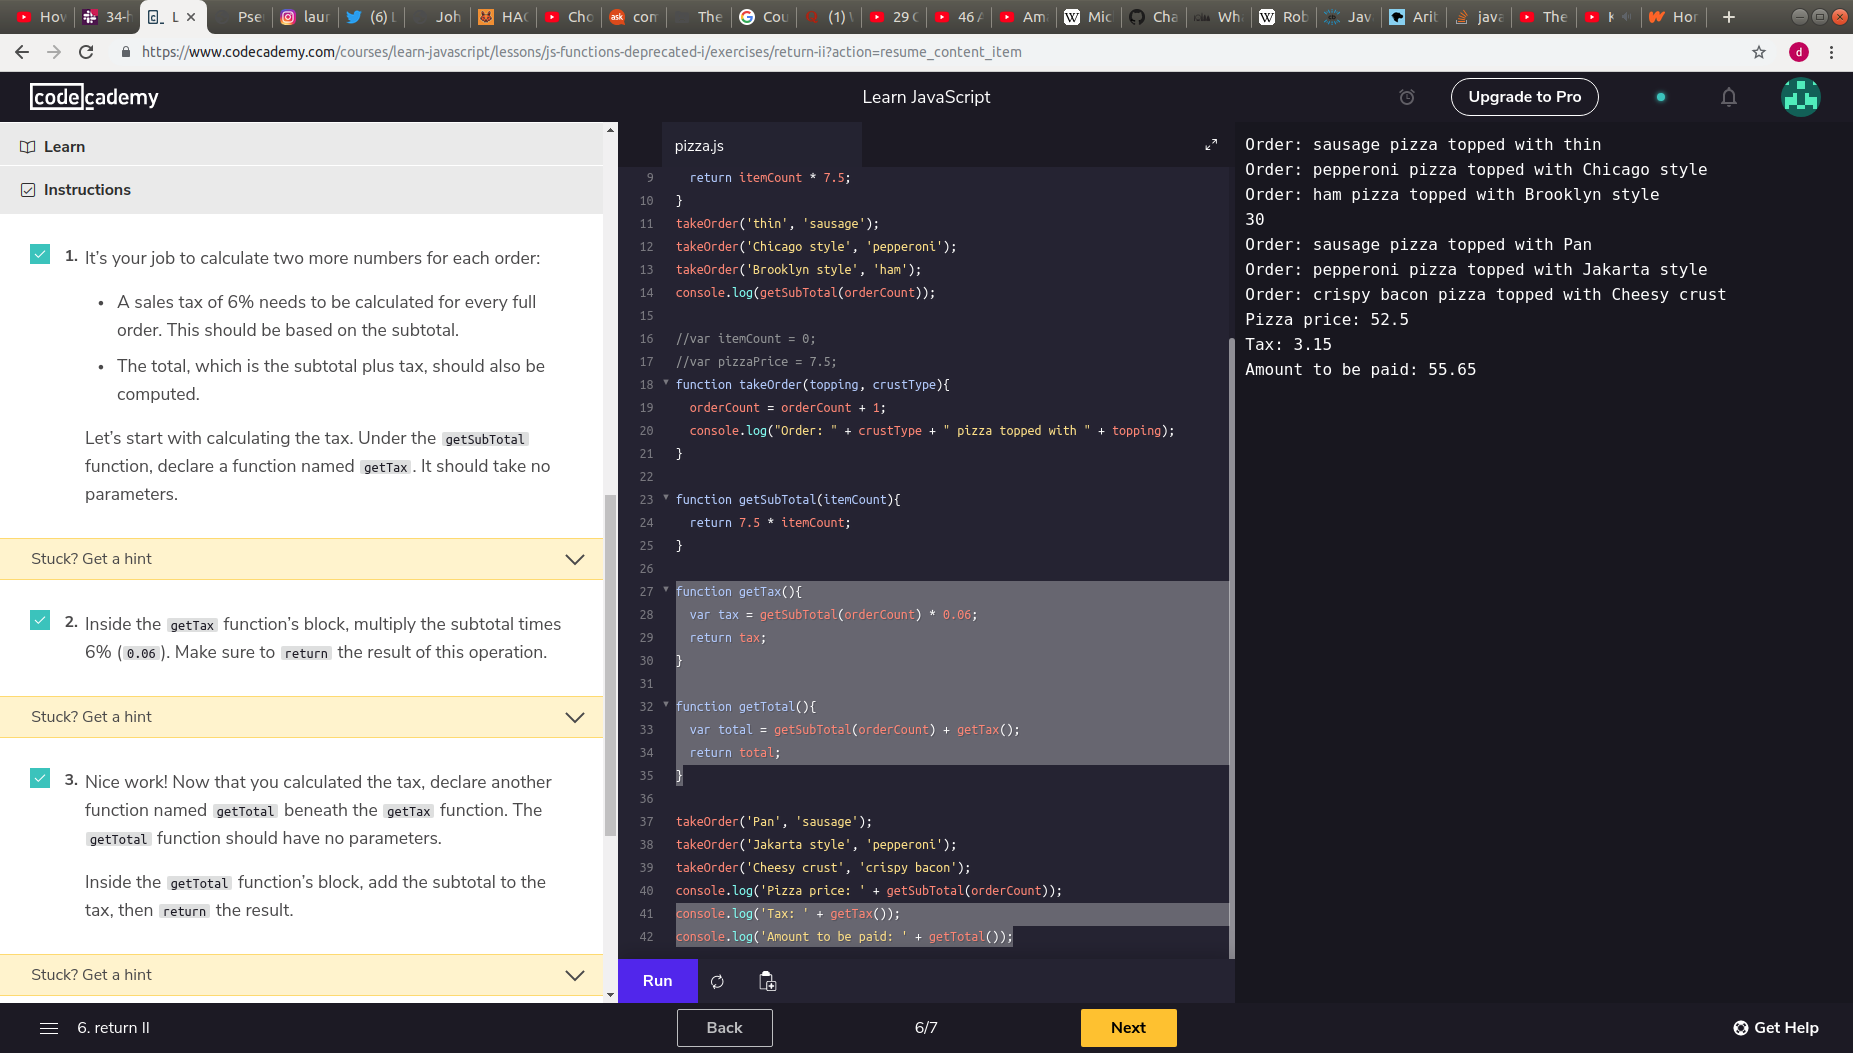 How
34-h
L
Pse
laur
(6) L
Joh
HAC
Cho
ask
com
The
Cou
(1) \
29 C
46 A
Am
W Mic
Cha
Wh
W Rob
Jav
Arit
java
The
K
Hor
https://www.codecademy.com/courses/learn-javascript/lessons/js-functions-deprecated-i/exercises/return-ii?action=resume_content_item
d
codecademy
Learn JavaScript
Upgrade to Pro
Learn
Instructions
1. It's your job to calculate two more numbers for each order:
• A sales tax of 6% needs to be calculated for every full
order. This should be based on the subtotal.
• The total, which is the subtotal plus tax, should also be
computed.
Let's start with calculating the tax. Under the getSubTotal
function, declare a function named getTax. It should take no
parameters.
Stuck? Get a hint
2. Inside the getTax function's block, multiply the subtotal times
6% (0.06). Make sure to return the result of this operation.
Stuck? Get a hint
3. Nice work! Now that you calculated the tax, declare another
function named getTotal beneath the getTax function. The
getTotal function should have no parameters.
Inside the getTotal function's block, add the subtotal to the
tax, then return the result.
Stuck? Get a hint
pizza.js
9 return itemCount * 7.5;
10 }
11 takeOrder('thin', 'sausage');
12 takeOrder('Chicago style', 'pepperoni');
13 takeOrder('Brooklyn style', 'ham');
14 console.log(getSubTotal(orderCount));
15
16 //var itemCount = 0;
17 //var pizzaPrice = 7.5;
18 function takeOrder(topping, crustType){
19 orderCount = orderCount + 1;
20 console.log("Order: " + crustType + " pizza topped with " + topping);
21 }
22
23 function getSubTotal(itemCount){
24 return 7.5 * itemCount;
25 }
26
27 function getTax(){
28 var tax = getSubTotal(orderCount) * 0.06;
29 return tax;
30 }
31
32 function getTotal(){
33 var total = getSubTotal(orderCount) + getTax();
34 return total;
35 }
36
37 takeOrder('Pan', 'sausage');
38 takeOrder('Jakarta style', 'pepperoni');
39 takeOrder('Cheesy crust', 'crispy bacon');
40 console.log('Pizza price: ' + getSubTotal(orderCount));
41 console.log('Tax: ' + getTax());
42 console.log('Amount to be paid: ' + getTotal());
Run
Order: sausage pizza topped with thin
Order: pepperoni pizza topped with Chicago style
Order: ham pizza topped with Brooklyn style
30
Order: sausage pizza topped with Pan
Order: pepperoni pizza topped with Jakarta style
Order: crispy bacon pizza topped with Cheesy crust
Pizza price: 52.5
Tax: 3.15
Amount to be paid: 55.65
6. return II
Back
6/7
Next
Get Help